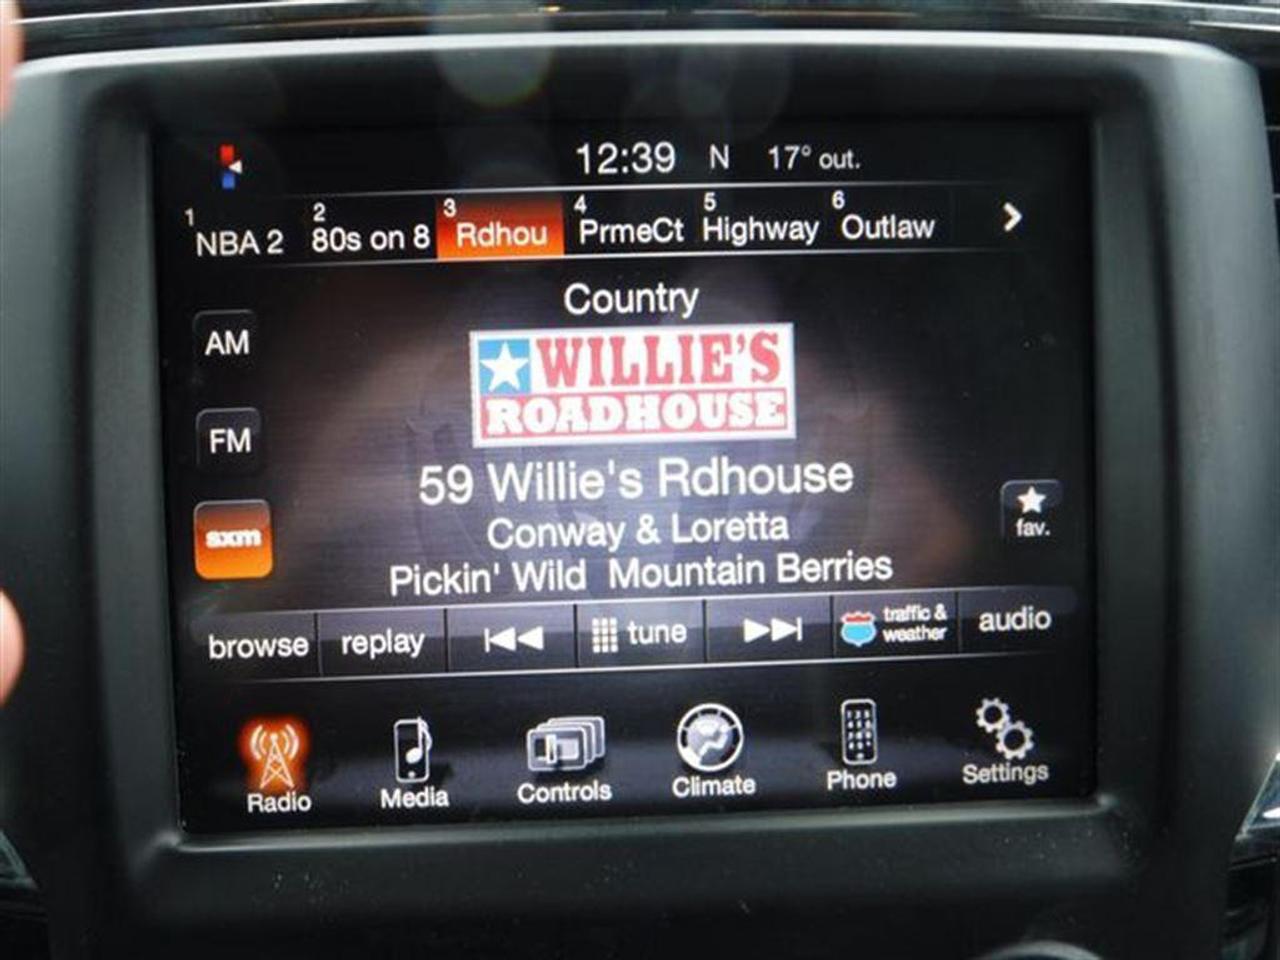 12:39 N 17° out.
1 NBA 2 2 80s on 8 3 Rdhou 4 PrmeCt 5 Highway 6 Outlaw
Country
AM
WILLIE'S
ROADHOUSE
FM
59 Willie's Rdhouse
sxm
Conway & Loretta
fav.
Pickin' Wild Mountain Berries
browse replay tune traffic & weather audio
Radio Media Controls Climate Phone Settings